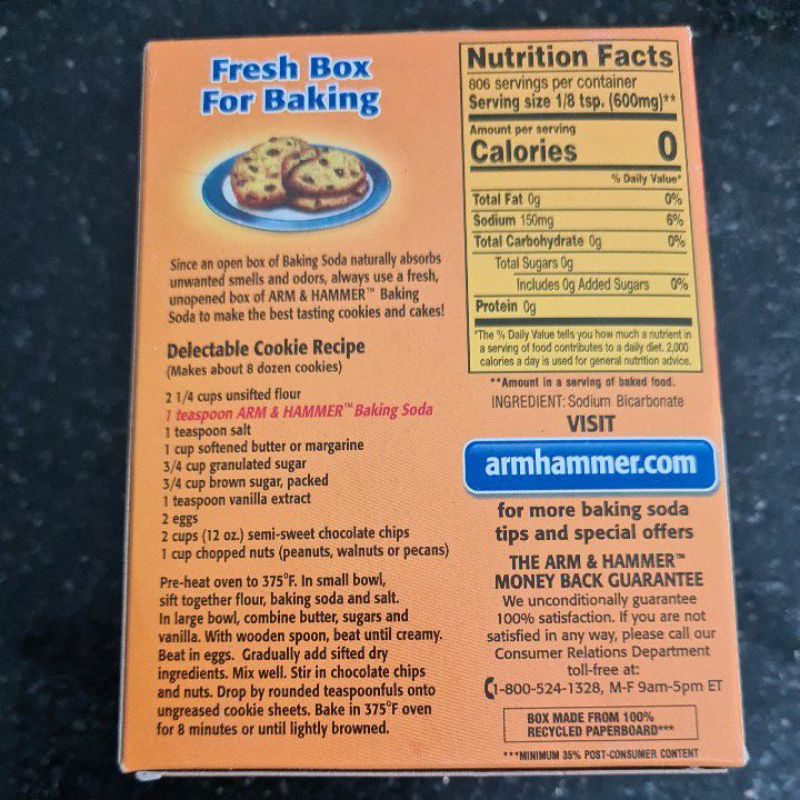 Fresh Box
For Baking
Since an open box of Baking Soda naturally absorbs
unwanted smells and odors, always use a fresh,
unopened box of ARM & HAMMER™ Baking
Soda to make the best tasting cookies and cakes!
Delectable Cookie Recipe
(Makes about 8 dozen cookies)
2 1/4 cups unsifted flour
1 teaspoon ARM & HAMMER™ Baking Soda
1 teaspoon salt
1 cup softened butter or margarine
3/4 cup granulated sugar
3/4 cup brown sugar, packed
1 teaspoon vanilla extract
2 eggs
2 cups (12 oz.) semi-sweet chocolate chips
1 cup chopped nuts (peanuts, walnuts or pecans)
Pre-heat oven to 375°F. In small bowl,
sift together flour, baking soda and salt.
In large bowl, combine butter, sugars and
vanilla. With wooden spoon, beat until creamy.
Beat in eggs. Gradually add sifted dry
ingredients. Mix well. Stir in chocolate chips
and nuts. Drop by rounded teaspoonfuls onto
ungreased cookie sheets. Bake in 375°F oven
for 8 minutes or until lightly browned.
Nutrition Facts
806 servings per container
Serving size 1/8 tsp. (600mg)**
Amount per serving
Calories 0
% Daily Value*
Total Fat 0g 0%
Sodium 150mg 6%
Total Carbohydrate 0g 0%
Total Sugars 0g
Includes 0g Added Sugars 0%
Protein 0g
*The % Daily Value tells you how much a nutrient in
a serving of food contributes to a daily diet. 2,000
calories a day is used for general nutrition advice.
**Amount in a serving of baked food.
INGREDIENT: Sodium Bicarbonate
VISIT
armhammer.com
for more baking soda
tips and special offers
THE ARM & HAMMER™
MONEY BACK GUARANTEE
We unconditionally guarantee
100% satisfaction. If you are not
satisfied in any way, please call our
Consumer Relations Department
toll-free at:
1-800-524-1328, M-F 9am-5pm ET
BOX MADE FROM 100%
RECYCLED PAPERBOARD***
***MINIMUM 35% POST-CONSUMER CONTENT